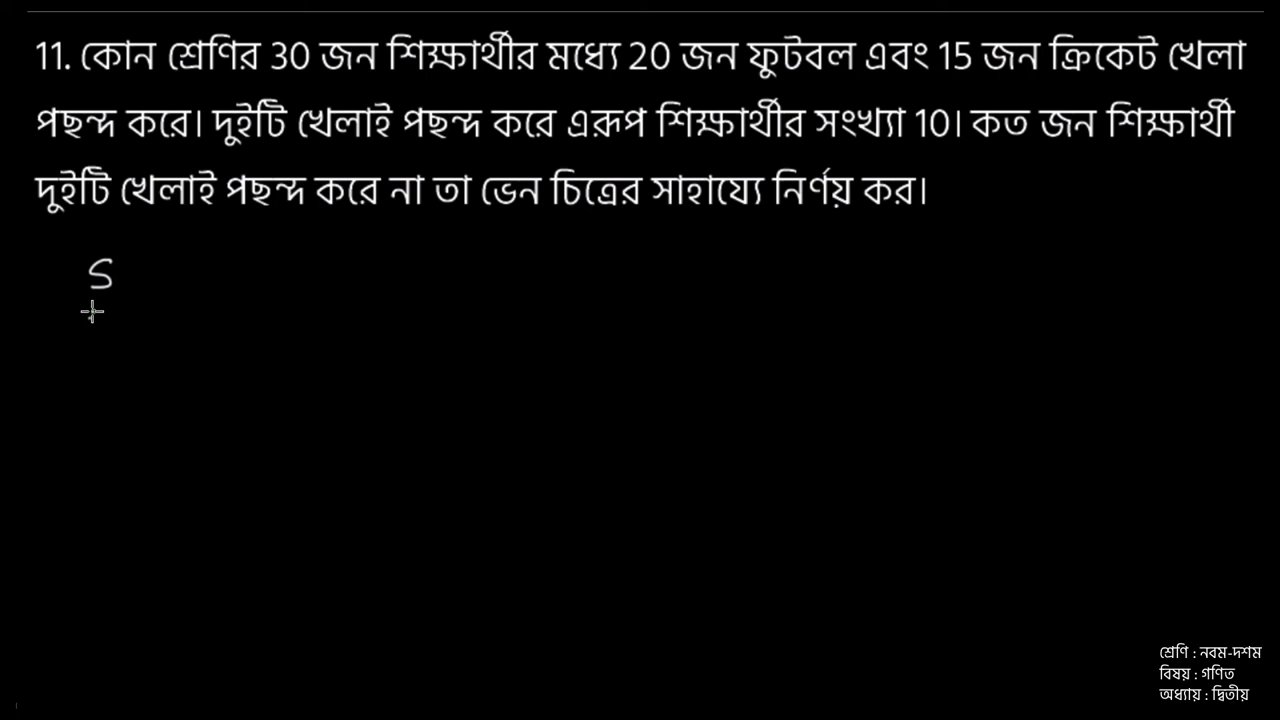 11. কোন শ্রেণির 30 জন শিক্ষার্থীর মধ্যে 20 জন ফুটবল এবং 15 জন ক্রিকেট খেলা
পছন্দ করে। দুইটি খেলাই পছন্দ করে এরূপ শিক্ষার্থীর সংখ্যা 10। কত জন শিক্ষার্থী
দুইটি খেলাই পছন্দ করে না তা ভেন চিত্রের সাহায্যে নির্ণয় কর।
S
শ্রেণি : নবম-দশম
বিষয় : গণিত
অধ্যায় : দ্বিতীয়